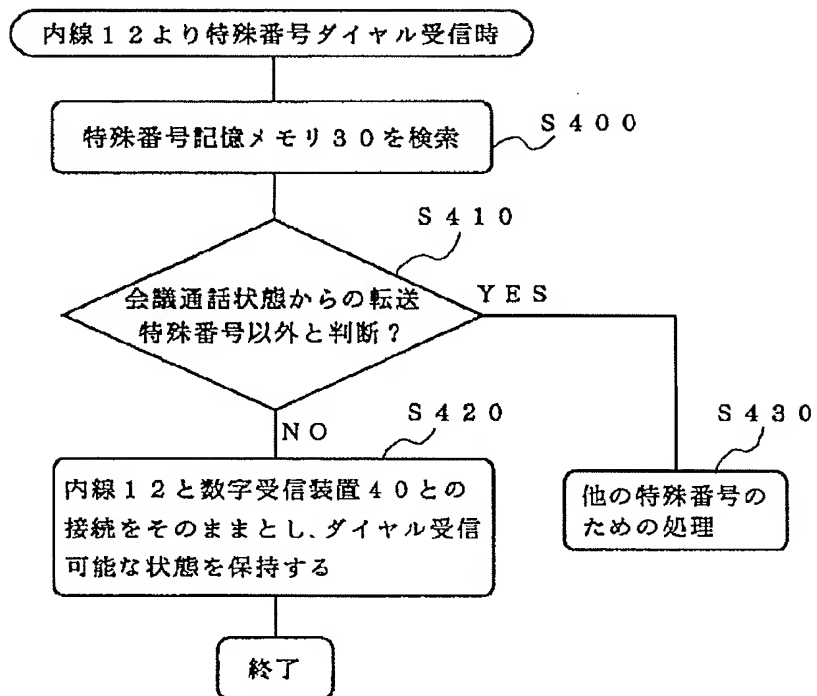 内線１２より特殊番号ダイヤル受信時
特殊番号記憶メモリ３０を検索
Ｓ４００
Ｓ４１０
会議通話状態からの転送
特殊番号以外と判断？
ＹＥＳ
ＮＯ
Ｓ４２０
内線１２と数字受信装置４０との
接続をそのままとし、ダイヤル受信
可能な状態を保持する
Ｓ４３０
他の特殊番号の
ための処理
終了